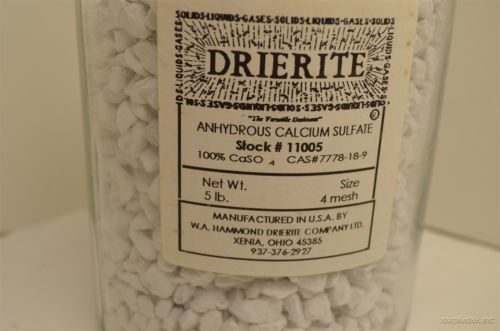 SOLIDS-LIQUIDS-GASES-SOLIDS-LIQUIDS-GASES-SOLIDS
DRIERITE
®
"The Versatile Desiccant"
ANHYDROUS CALCIUM SULFATE
Stock # 11005
100% CaSO 4 CAS#7778-18-9
Net Wt. Size
5 lb. 4 mesh
MANUFACTURED IN U.S.A. BY
W.A. HAMMOND DRIERITE COMPANY LTD.
XENIA, OHIO 45385
937-376-2927
surplustek.inc